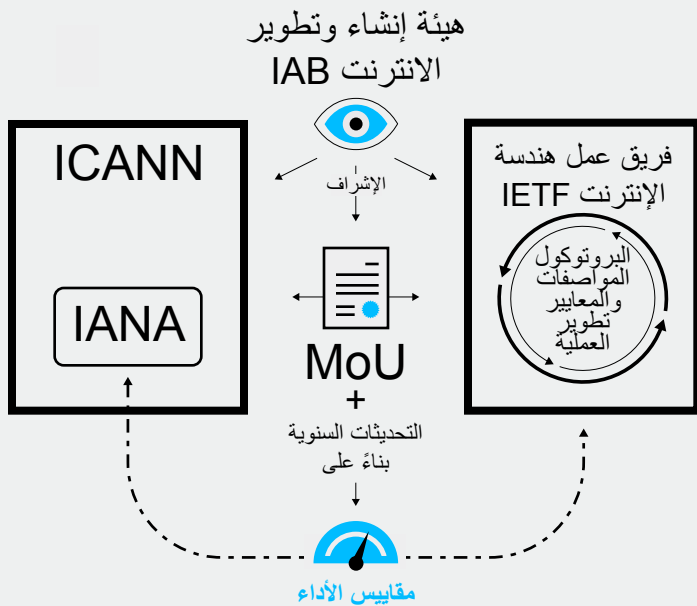 هيئة إنشاء وتطوير
الانترنت IAB
ICANN
الإشراف
فريق عمل هندسة
الإنترنت IETF
البروتوكول
المواصفات
والمعايير
تطوير
العملية
IANA
MoU
+
التحديثات السنوية
بناءً على
مقاييس الأداء